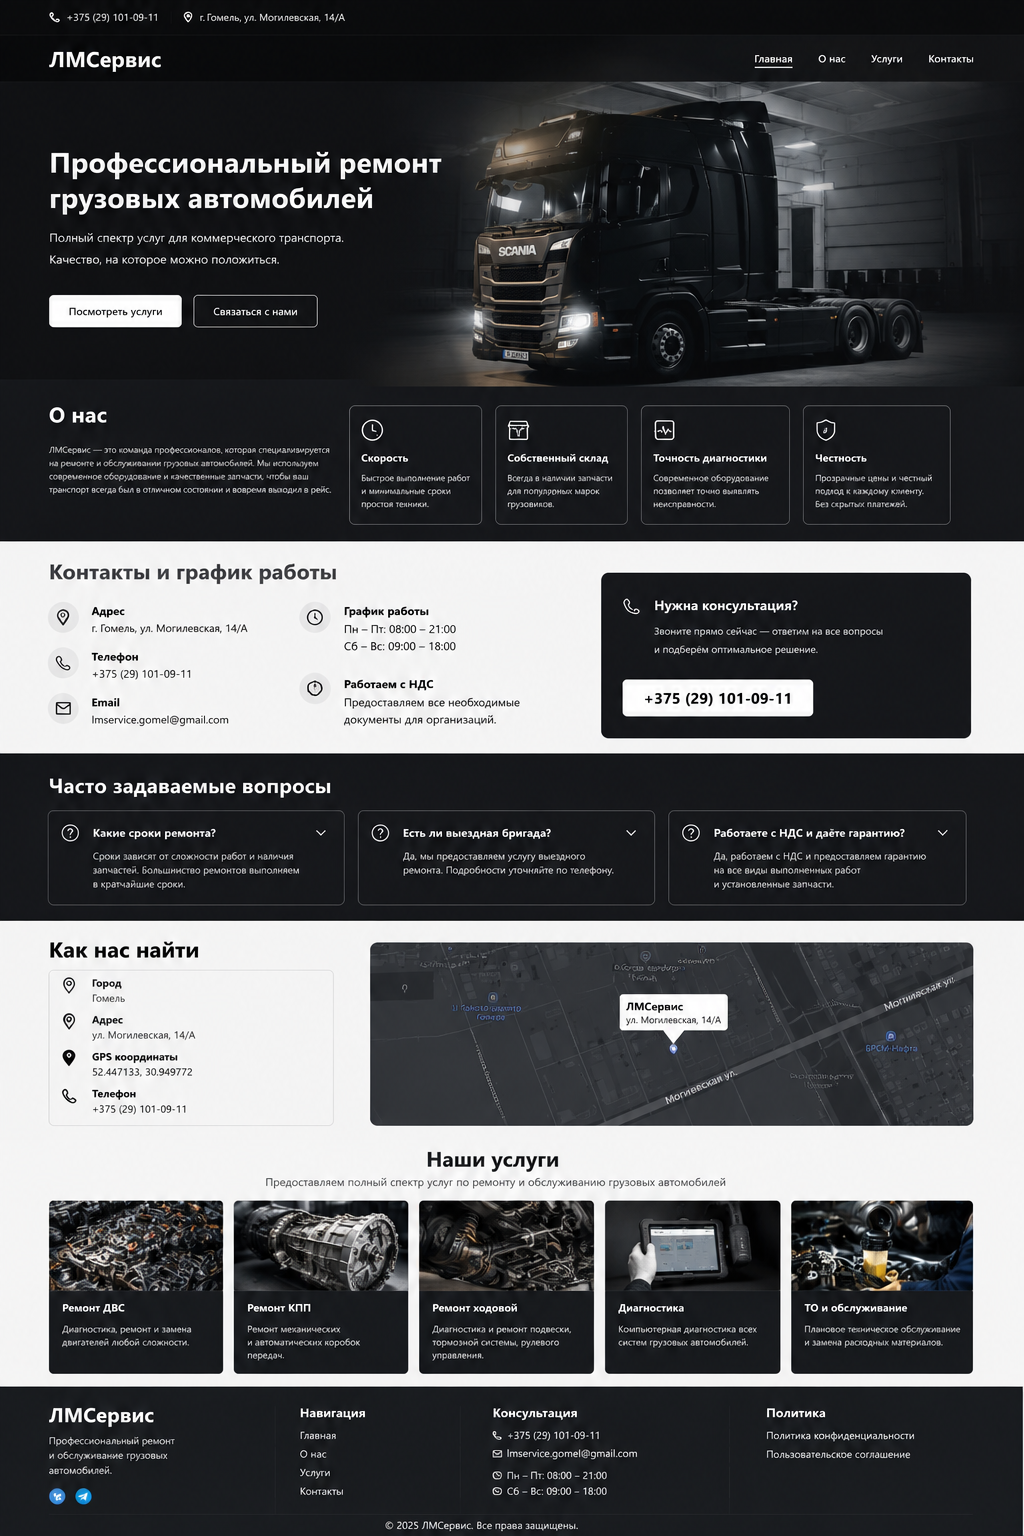 +375 (29) 101-09-11
г. Гомель, ул. Могилевская, 14/А
ЛМСервис
Главная
О нас
Услуги
Контакты
Профессиональный ремонт
грузовых автомобилей
Полный спектр услуг для коммерческого транспорта.
Качество, на которое можно положиться.
Посмотреть услуги
Связаться с нами
SCANIA
О нас
ЛМСервис — это команда профессионалов, которая специализируется
на ремонте и обслуживании грузовых автомобилей. Мы используем
современное оборудование и качественные запчасти, чтобы ваш
транспорт всегда был в отличном состоянии и вовремя выходил в рейс.
Скорость
Быстрое выполнение работ
и минимальные сроки
простоя техники.
Собственный склад
Всегда в наличии запчасти
для популярных марок
грузовиков.
Точность диагностики
Современное оборудование
позволяет точно выявлять
неисправности.
Честность
Прозрачные цены и честный
подход к каждому клиенту.
Без скрытых платежей.
Контакты и график работы
Адрес
г. Гомель, ул. Могилевская, 14/А
Телефон
+375 (29) 101-09-11
Email
lmservice.gomel@gmail.com
График работы
Пн – Пт: 08:00 – 21:00
Сб – Вс: 09:00 – 18:00
Работаем с НДС
Предоставляем все необходимые
документы для организаций.
Нужна консультация?
Звоните прямо сейчас — ответим на все вопросы
и подберём оптимальное решение.
+375 (29) 101-09-11
Часто задаваемые вопросы
Какие сроки ремонта?
Сроки зависят от сложности работ и наличия
запчастей. Большинство ремонтов выполняем
в кратчайшие сроки.
Есть ли выездная бригада?
Да, мы предоставляем услугу выездного
ремонта. Подробности уточняйте по телефону.
Работаете с НДС и даёте гарантию?
Да, работаем с НДС и предоставляем гарантию
на все виды выполненных работ
и установленные запчасти.
Как нас найти
Город
Гомель
Адрес
ул. Могилевская, 14/А
GPS координаты
52.447133, 30.949772
Телефон
+375 (29) 101-09-11
ЛМСервис
ул. Могилевская, 14/А
Могилевская ул.
БРСМ-Нафта
Наши услуги
Предоставляем полный спектр услуг по ремонту и обслуживанию грузовых автомобилей
Ремонт ДВС
Диагностика, ремонт и замена
двигателей любой сложности.
Ремонт КПП
Ремонт механических
и автоматических коробок
передач.
Ремонт ходовой
Диагностика и ремонт подвески,
тормозной системы, рулевого
управления.
Диагностика
Компьютерная диагностика всех
систем грузовых автомобилей.
ТО и обслуживание
Плановое техническое обслуживание
и замена расходных материалов.
ЛМСервис
Профессиональный ремонт
и обслуживание грузовых
автомобилей.
Навигация
Главная
О нас
Услуги
Контакты
Консультация
+375 (29) 101-09-11
lmservice.gomel@gmail.com
Пн – Пт: 08:00 – 21:00
Сб – Вс: 09:00 – 18:00
Политика
Политика конфиденциальности
Пользовательское соглашение
© 2025 ЛМСервис. Все права защищены.